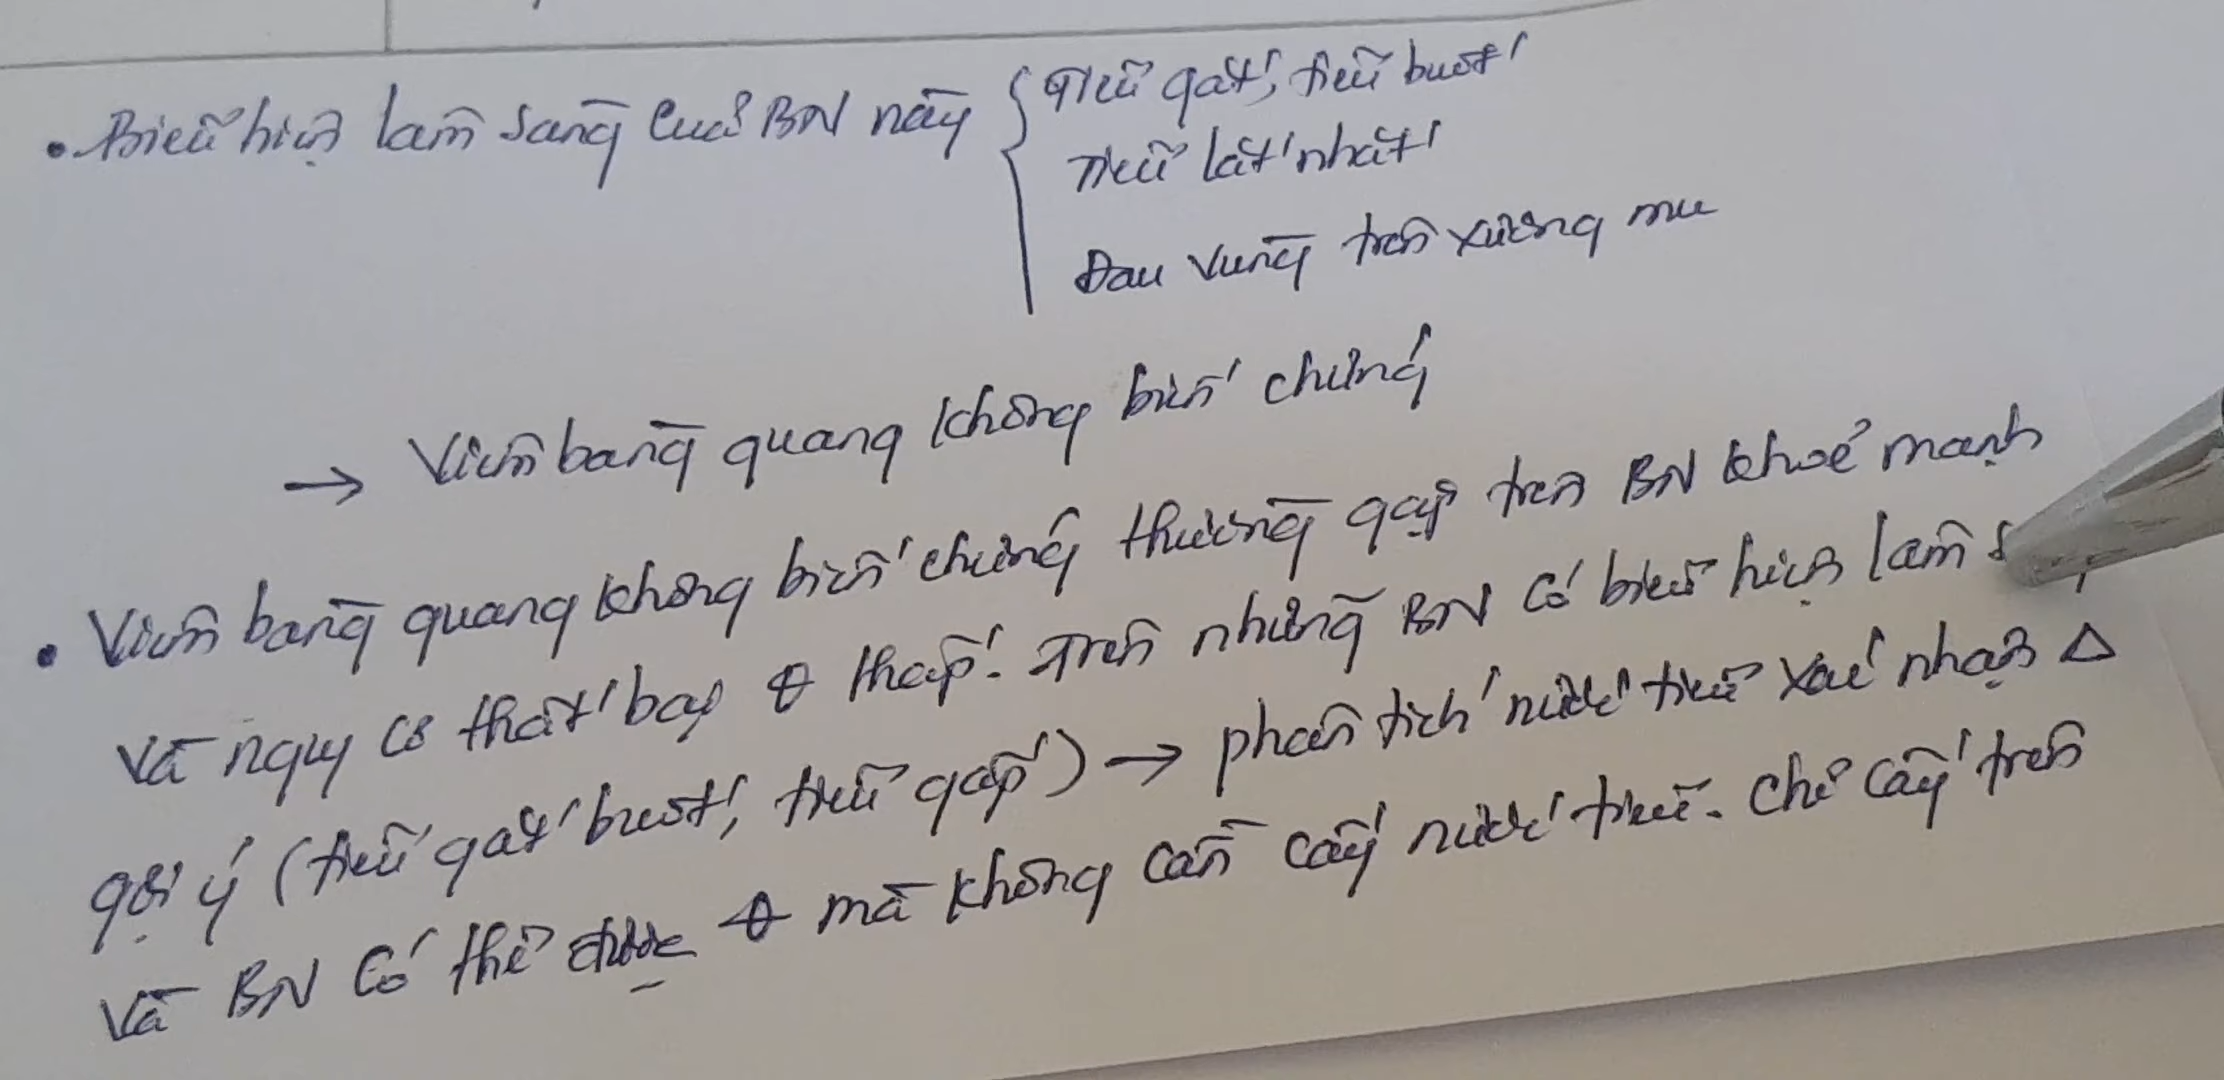 • Biểu hiện lâm sàng của BN này { Tiểu gắt, tiểu buốt
Tiểu lắt nhắt
Đau vùng trên xương mu
→ Viêm bàng quang không biến chứng
• Viêm bàng quang không biến chứng thường gặp trên BN khoẻ mạnh
và nguy cơ thất bại θ thấp. Trên những BN có biểu hiện lâm
gợi ý (tiểu gắt buốt, tiểu gấp) → phân tích nước tiểu xác nhận Δ
và BN có thể được θ mà không cần cấy nước tiểu. Chỉ cấy trên